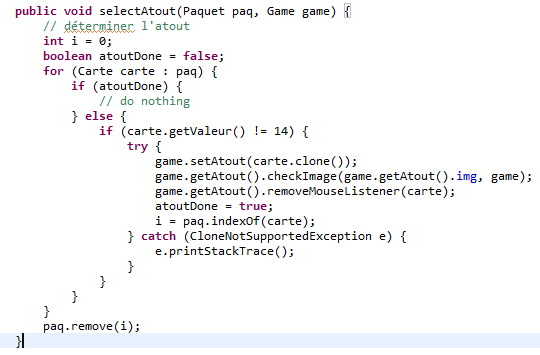 public void selectAtout(Paquet paq, Game game) {
    // déterminer l'atout
    int i = 0;
    boolean atoutDone = false;
    for (Carte carte : paq) {
        if (atoutDone) {
            // do nothing
        } else {
            if (carte.getValeur() != 14) {
                try {
                    game.setAtout(carte.clone());
                    game.getAtout().checkImage(game.getAtout().img, game);
                    game.getAtout().removeMouseListener(carte);
                    atoutDone = true;
                    i = paq.indexOf(carte);
                } catch (CloneNotSupportedException e) {
                    e.printStackTrace();
                }
            }
        }
    }
    paq.remove(i);
}